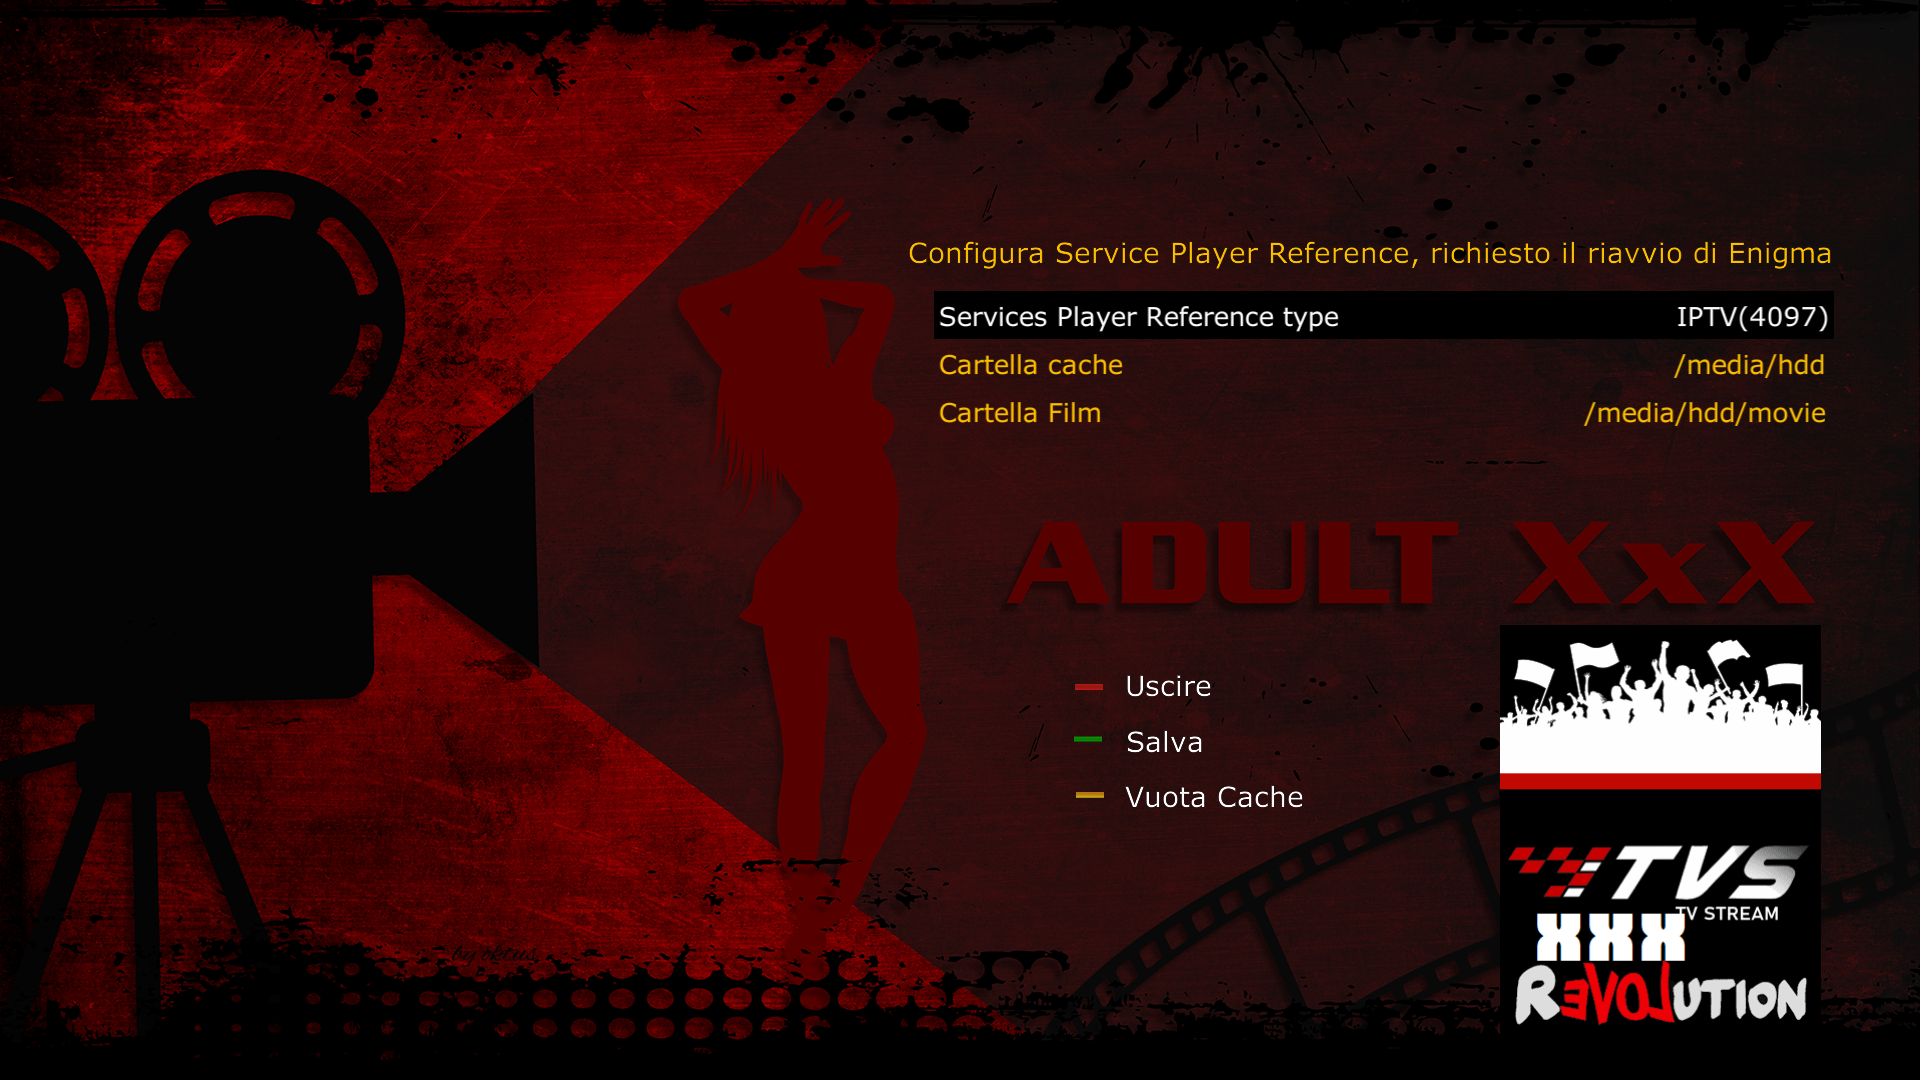 Configura Service Player Reference, richiesto il riavvio di Enigma
Services Player Reference type IPTV(4097)
Cartella cache /media/hdd
Cartella Film /media/hdd/movie
ADULT XxX
Uscire
Salva
Vuota Cache
TVS
TV STREAM
XXX
REVOLUTION